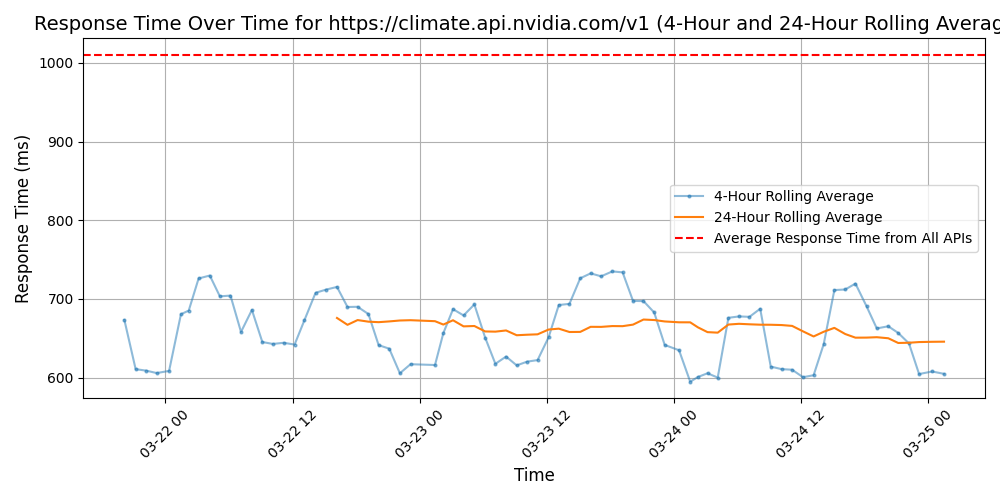 Response Time Over Time for https://climate.api.nvidia.com/v1 (4-Hour and 24-Hour Rolling Averag
Response Time (ms)
1000
900
800
700
600
4-Hour Rolling Average
24-Hour Rolling Average
Average Response Time from All APIs
03-22 00
03-22 12
03-23 00
03-23 12
03-24 00
03-24 12
03-25 00
Time